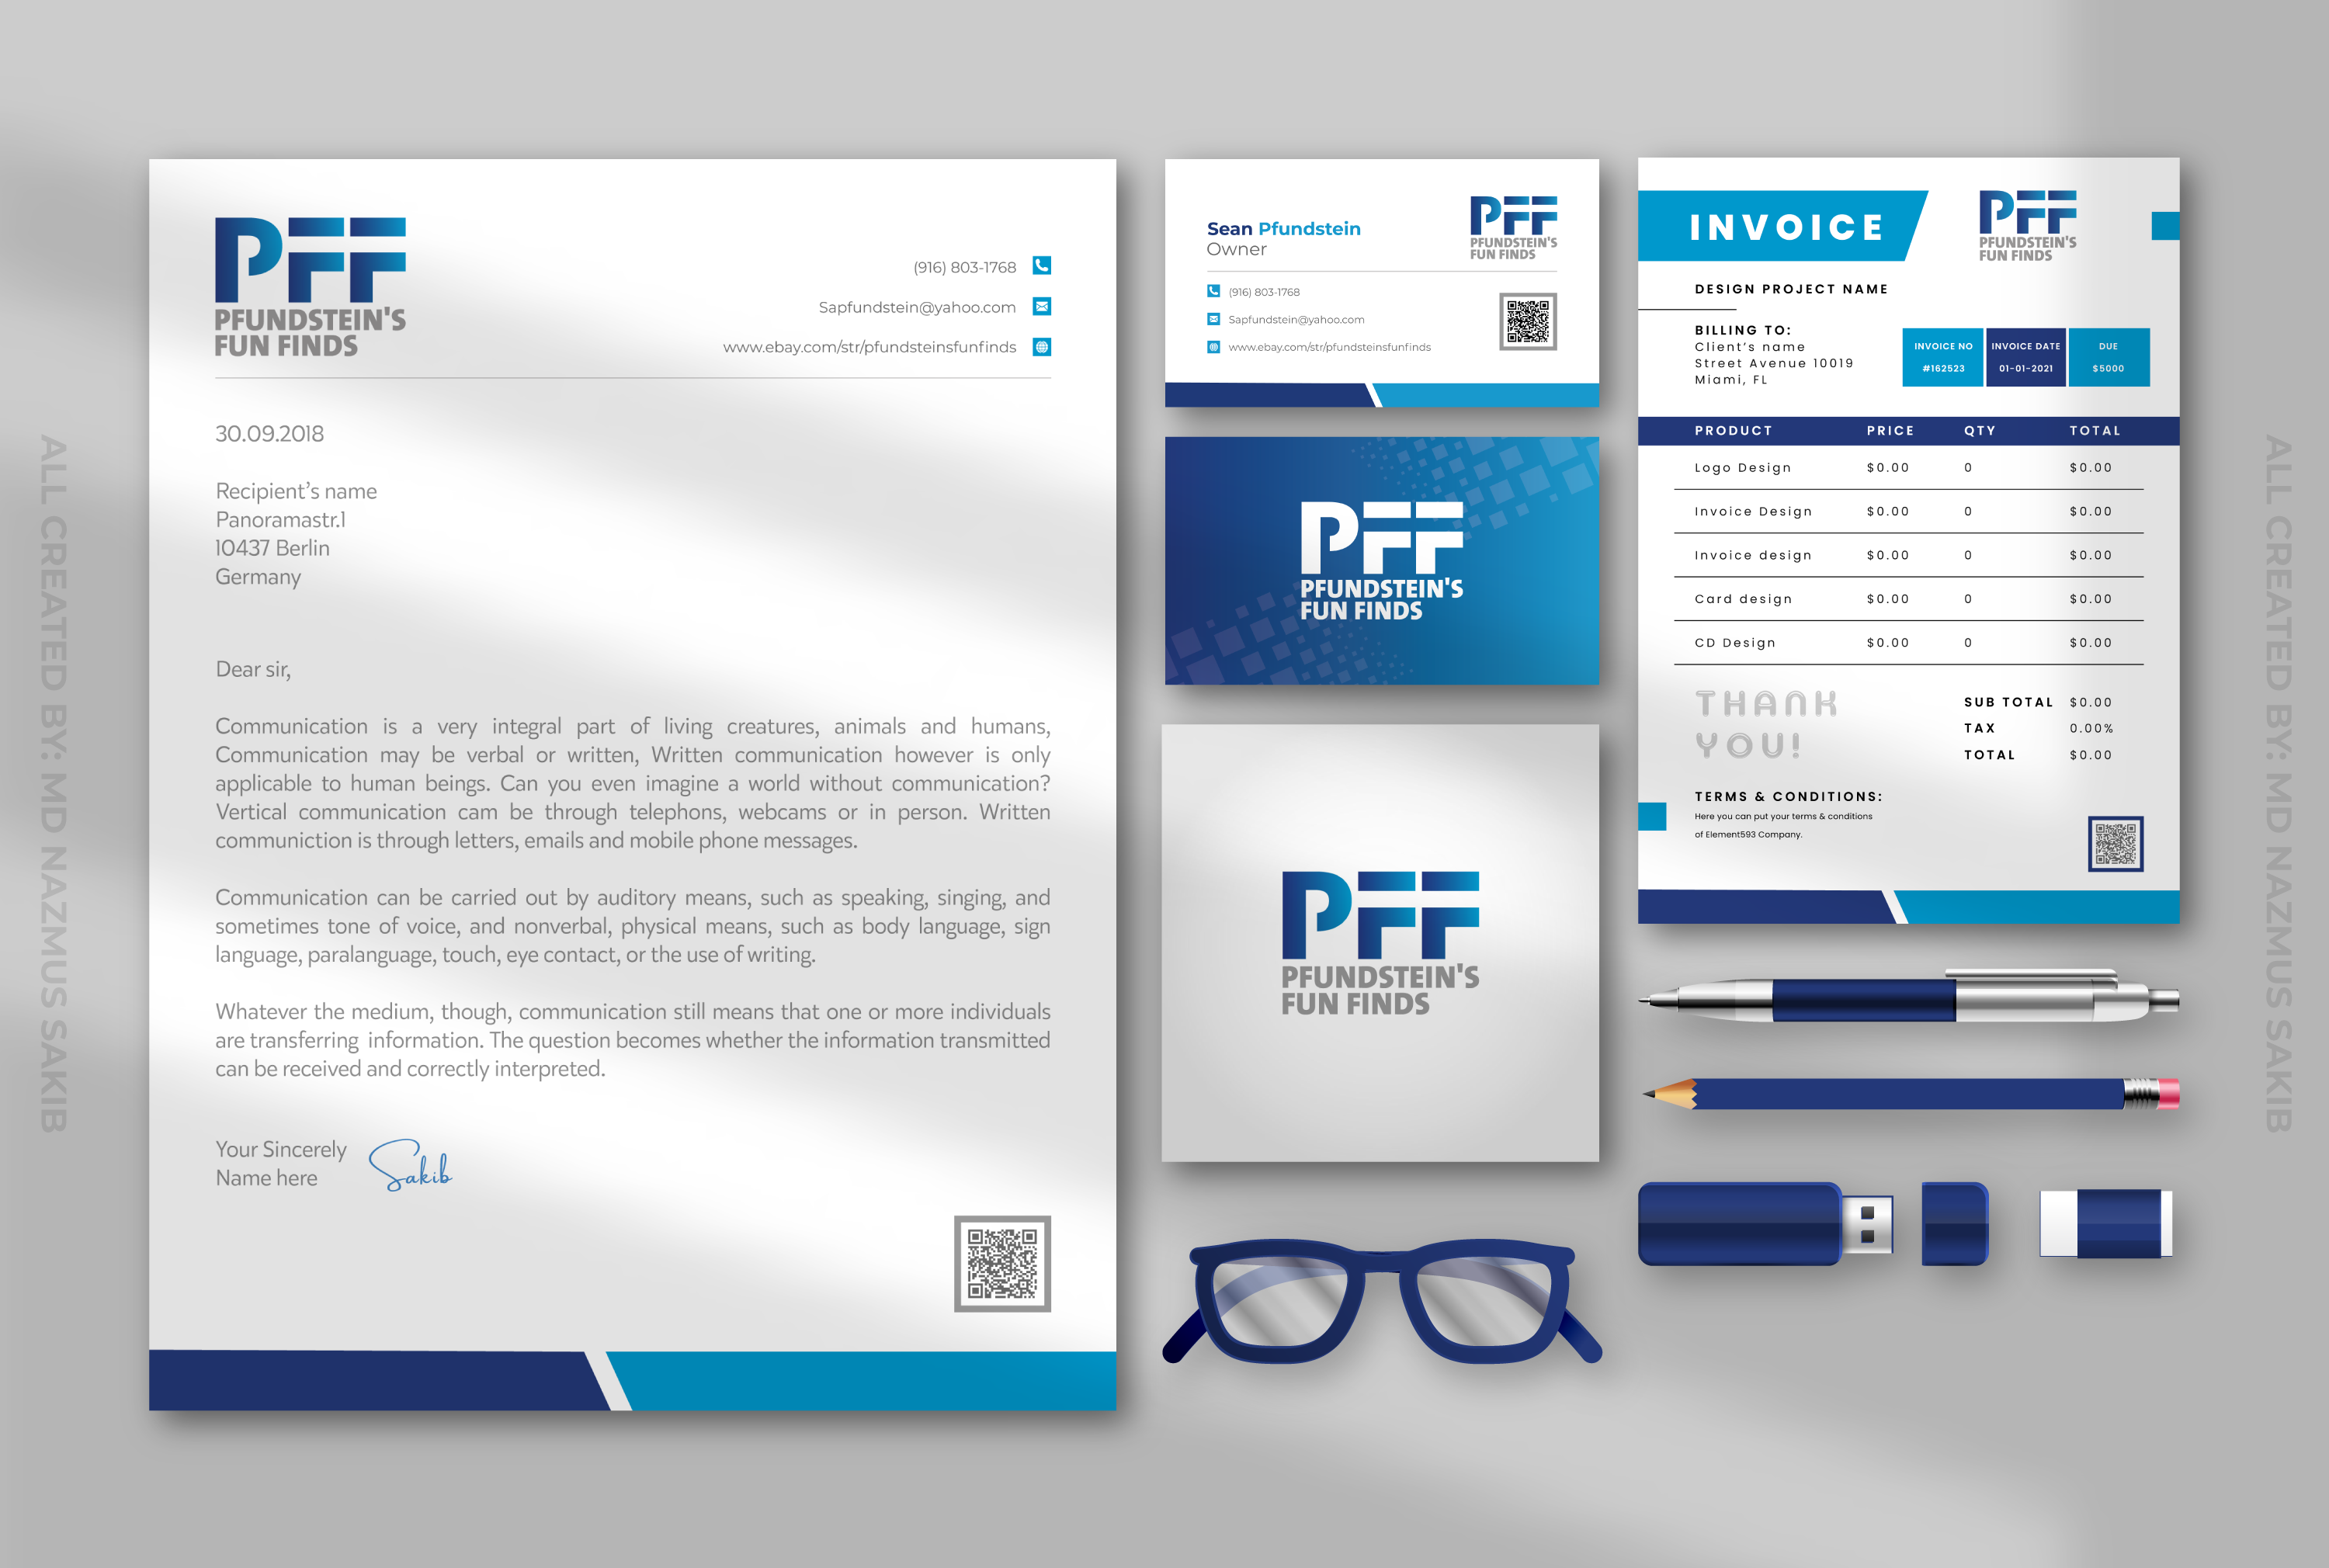 ALL CREATED BY: MD NAZMUS SAKIB
PFF
PFUNDSTEIN'S
FUN FINDS
(916) 803-1768
Sapfundstein@yahoo.com
www.ebay.com/str/pfundsteinsfunfinds
30.09.2018
Recipient's name
Panoramastr.1
10437 Berlin
Germany
Dear sir,
Communication is a very integral part of living creatures, animals and humans,
Communication may be verbal or written, Written communication however is only
applicable to human beings. Can you even imagine a world without communication?
Vertical communication cam be through telephons, webcams or in person. Written
communiction is through letters, emails and mobile phone messages.
Communication can be carried out by auditory means, such as speaking, singing, and
sometimes tone of voice, and nonverbal, physical means, such as body language, sign
language, paralanguage, touch, eye contact, or the use of writing.
Whatever the medium, though, communication still means that one or more individuals
are transferring information. The question becomes whether the information transmitted
can be received and correctly interpreted.
Your Sincerely
Name here
Sakib
Sean Pfundstein
Owner
PFF
PFUNDSTEIN'S
FUN FINDS
(916) 803-1768
Sapfundstein@yahoo.com
www.ebay.com/str/pfundsteinsfunfinds
PFF
PFUNDSTEIN'S
FUN FINDS
PFF
PFUNDSTEIN'S
FUN FINDS
INVOICE
PFF
PFUNDSTEIN'S
FUN FINDS
DESIGN PROJECT NAME
BILLING TO:
Client's name
Street Avenue 10019
Miami, FL
INVOICE NO INVOICE DATE DUE
#162523 01-01-2021 $5000
PRODUCT PRICE QTY TOTAL
Logo Design $0.00 0 $0.00
Invoice Design $0.00 0 $0.00
Invoice design $0.00 0 $0.00
Card design $0.00 0 $0.00
CD Design $0.00 0 $0.00
THANK
YOU!
SUB TOTAL $0.00
TAX 0.00%
TOTAL $0.00
TERMS & CONDITIONS:
Here you can put your terms & conditions
of Element593 Company.
ALL CREATED BY: MD NAZMUS SAKIB